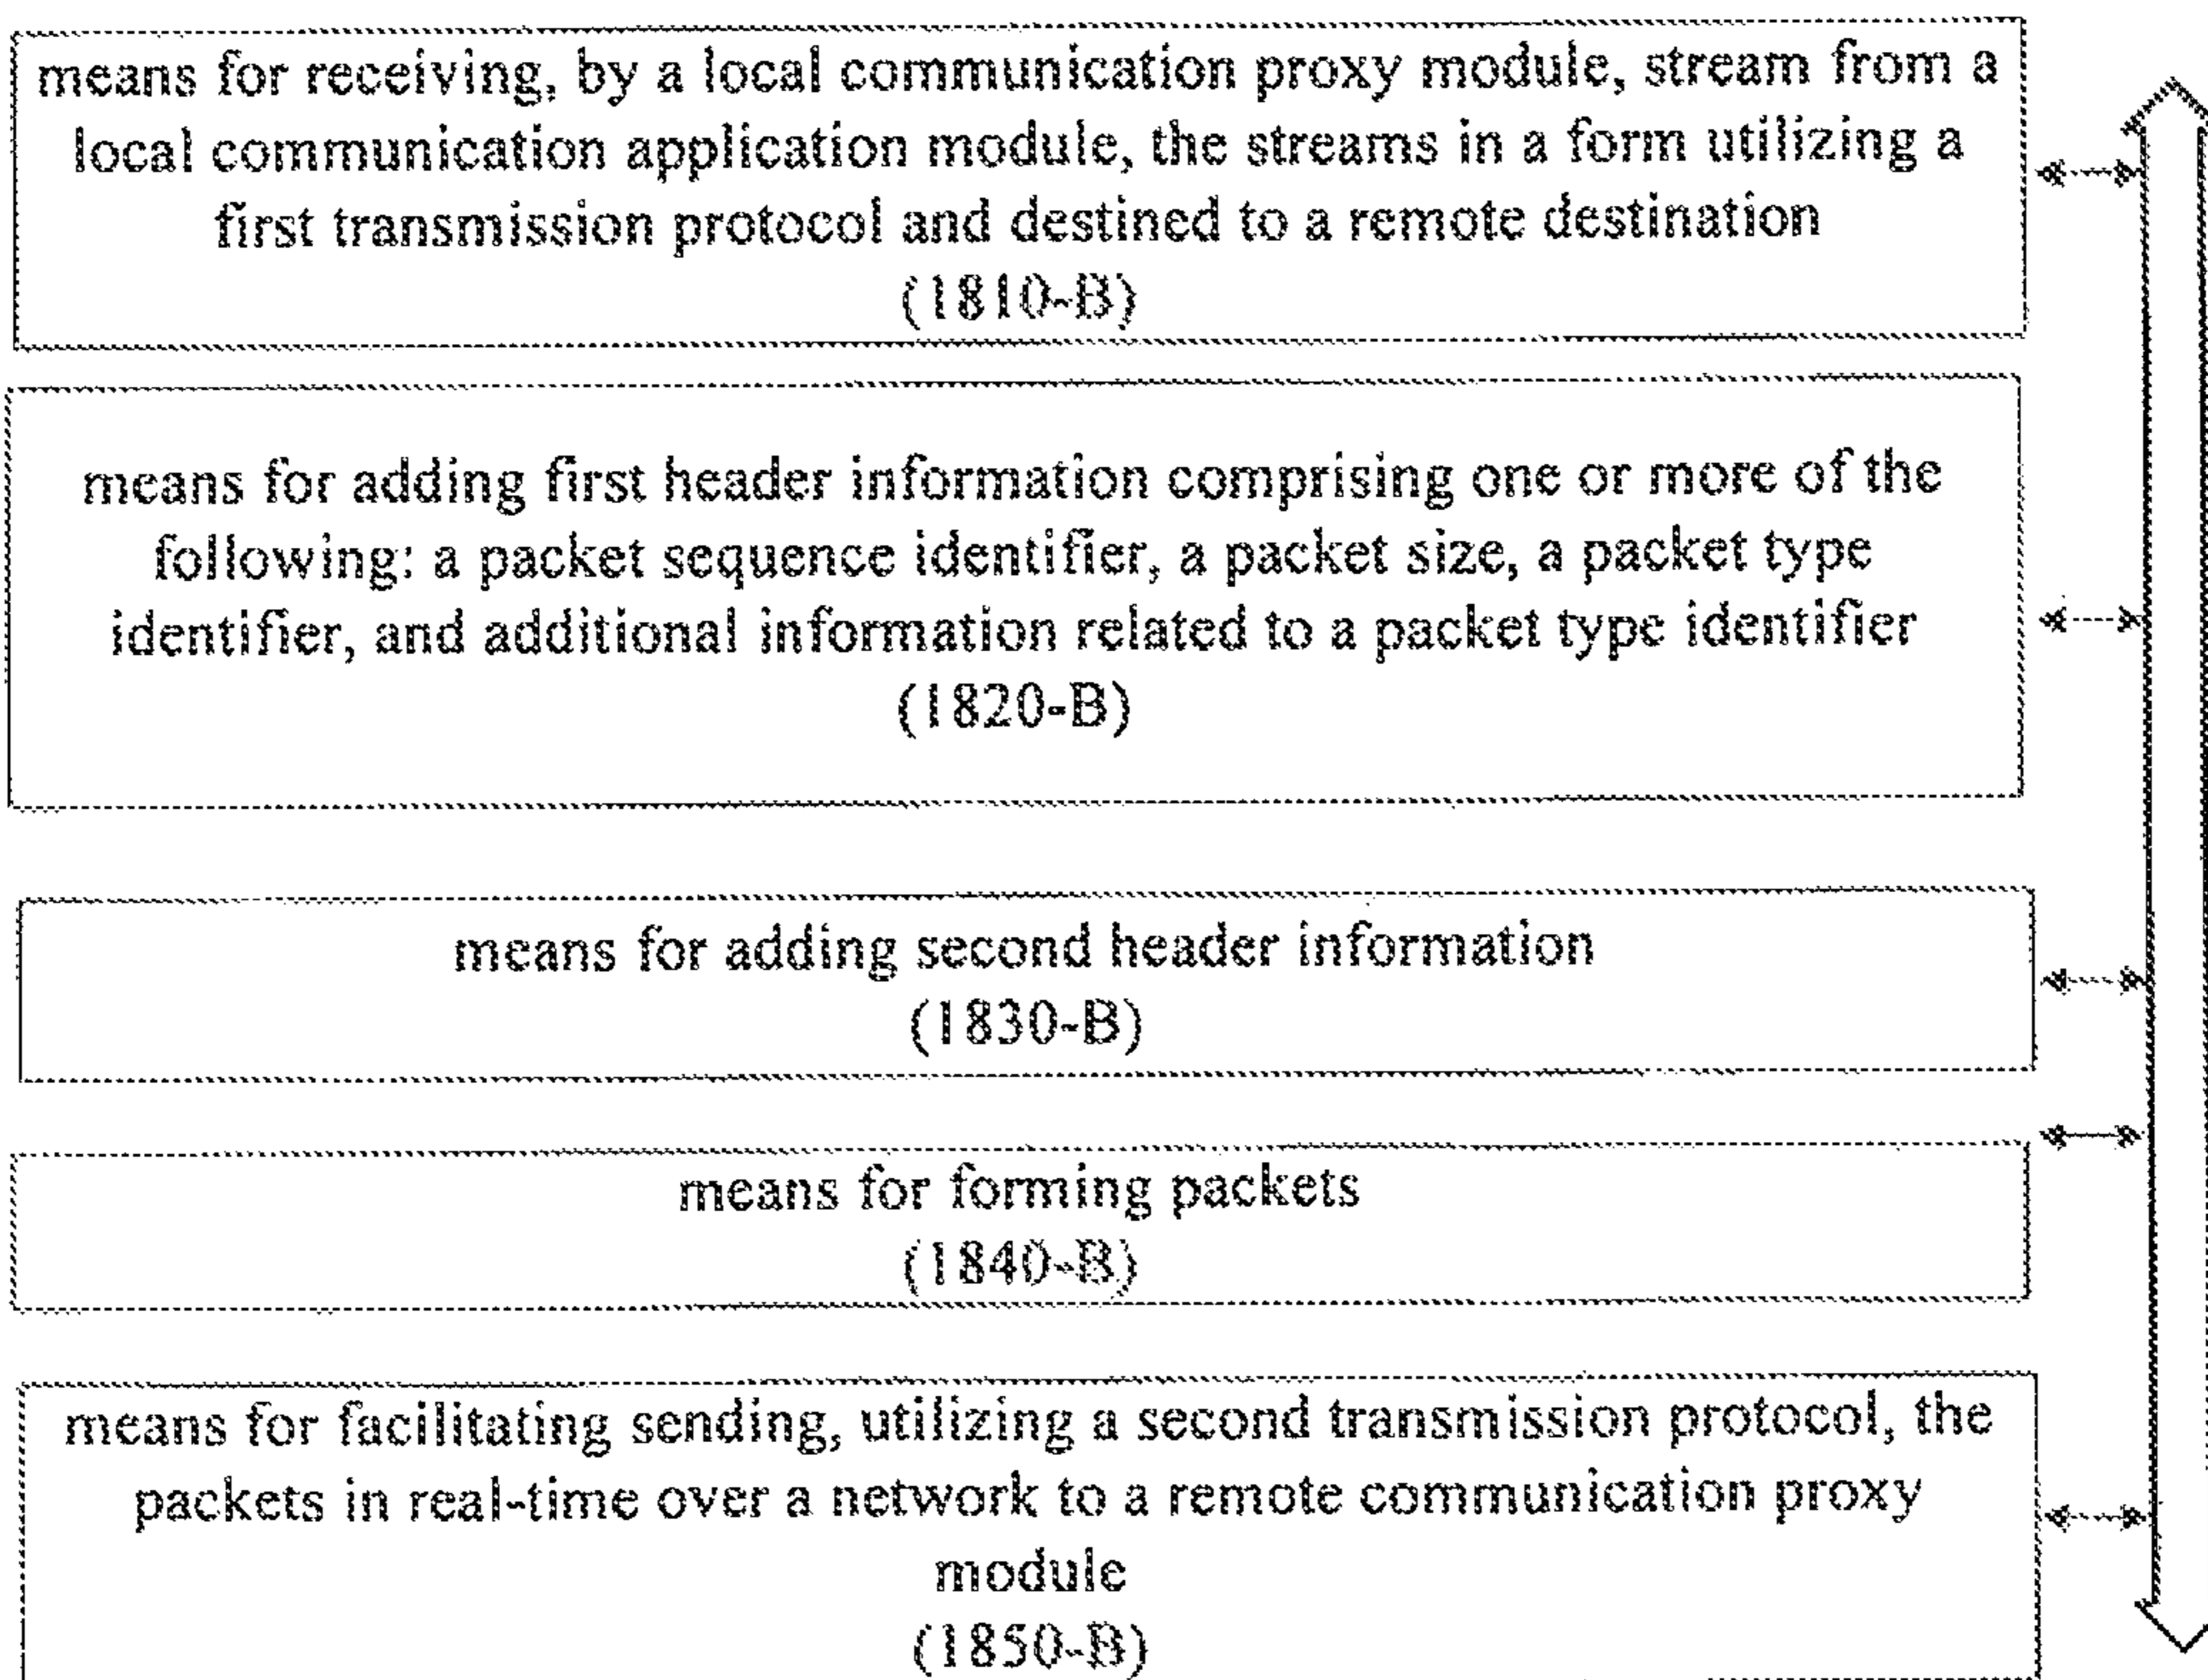 means for receiving, by a local communication proxy module, stream from a
local communication application module, the streams in a form utilizing a
first transmission protocol and destined to a remote destination
(1810-B)
means for adding first header information comprising one or more of the
following: a packet sequence identifier, a packet size, a packet type
identifier, and additional information related to a packet type identifier
(1820-B)
means for adding second header information
(1830-B)
means for forming packets
(1840-B)
means for facilitating sending, utilizing a second transmission protocol, the
packets in real-time over a network to a remote communication proxy
module
(1850-B)